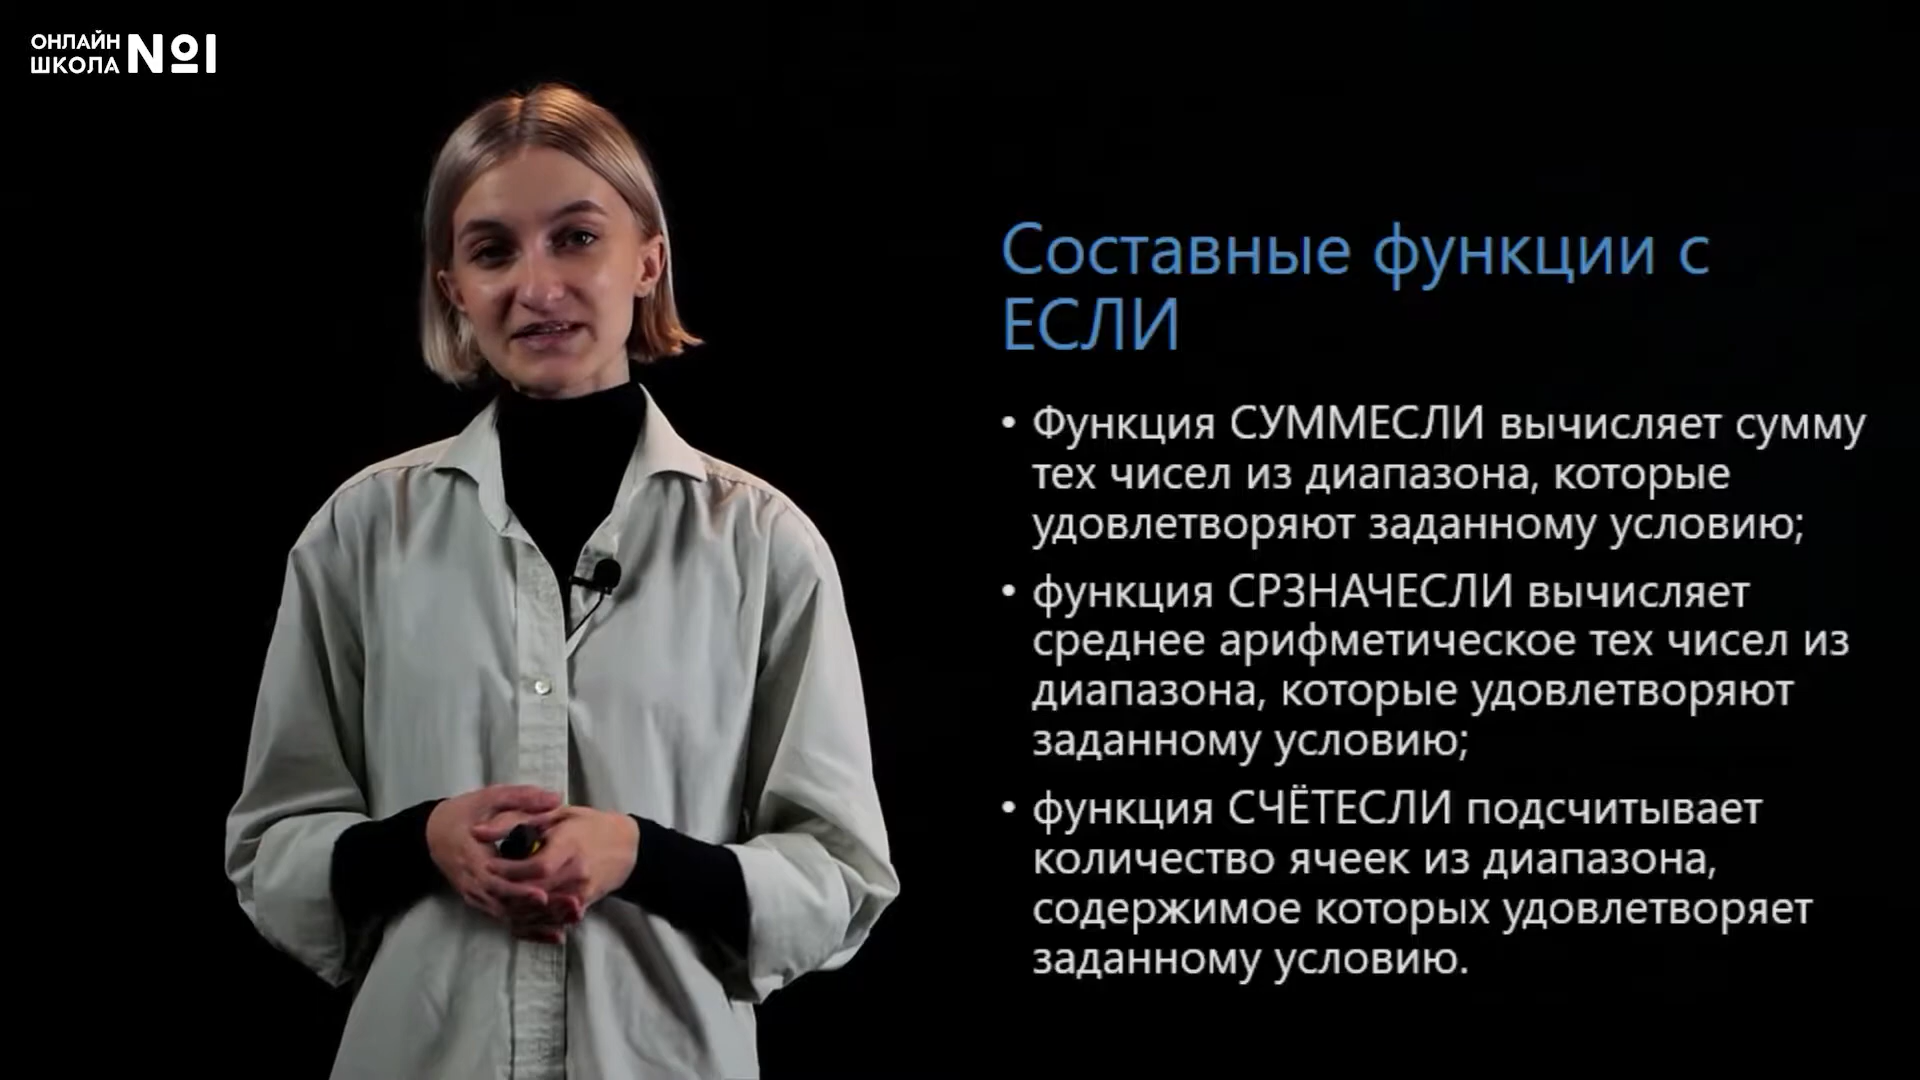 ОНЛАЙН
ШКОЛА №1
Составные функции с
ЕСЛИ
• Функция СУММЕСЛИ вычисляет сумму
тех чисел из диапазона, которые
удовлетворяют заданному условию;
• функция СРЗНАЧЕСЛИ вычисляет
среднее арифметическое тех чисел из
диапазона, которые удовлетворяют
заданному условию;
• функция СЧЁТЕСЛИ подсчитывает
количество ячеек из диапазона,
содержимое которых удовлетворяет
заданному условию.